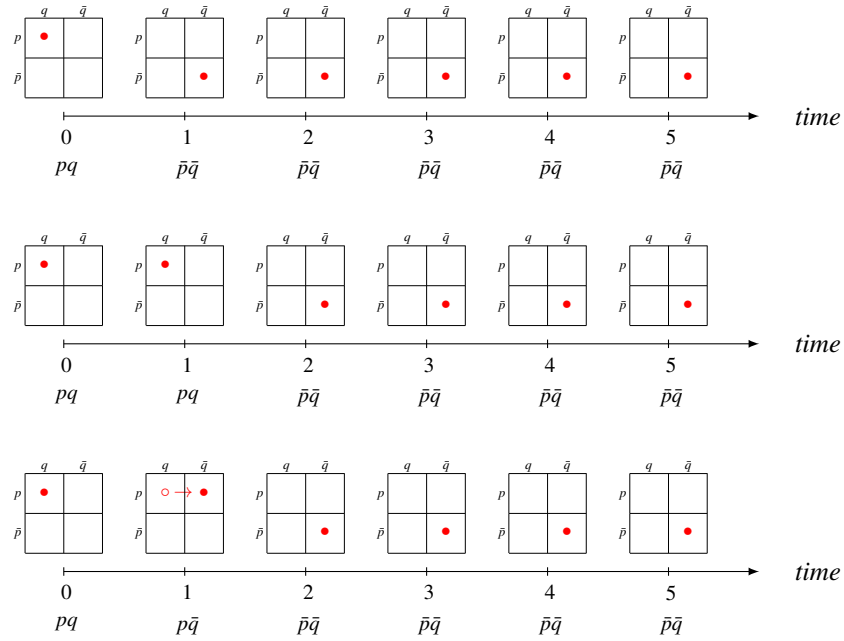 q q̄ q q̄ q q̄ q q̄ q q̄ q q̄
p p p p p p
p̄ p̄ p̄ p̄ p̄ p̄
time
0 1 2 3 4 5
pq p̄q̄ p̄q̄ p̄q̄ p̄q̄ p̄q̄
q q̄ q q̄ q q̄ q q̄ q q̄ q q̄
p p p p p p
p̄ p̄ p̄ p̄ p̄ p̄
time
0 1 2 3 4 5
pq pq p̄q̄ p̄q̄ p̄q̄ p̄q̄
q q̄ q q̄ q q̄ q q̄ q q̄ q q̄
p p p p p p
p̄ p̄ p̄ p̄ p̄ p̄
time
0 1 2 3 4 5
pq pq̄ p̄q̄ p̄q̄ p̄q̄ p̄q̄